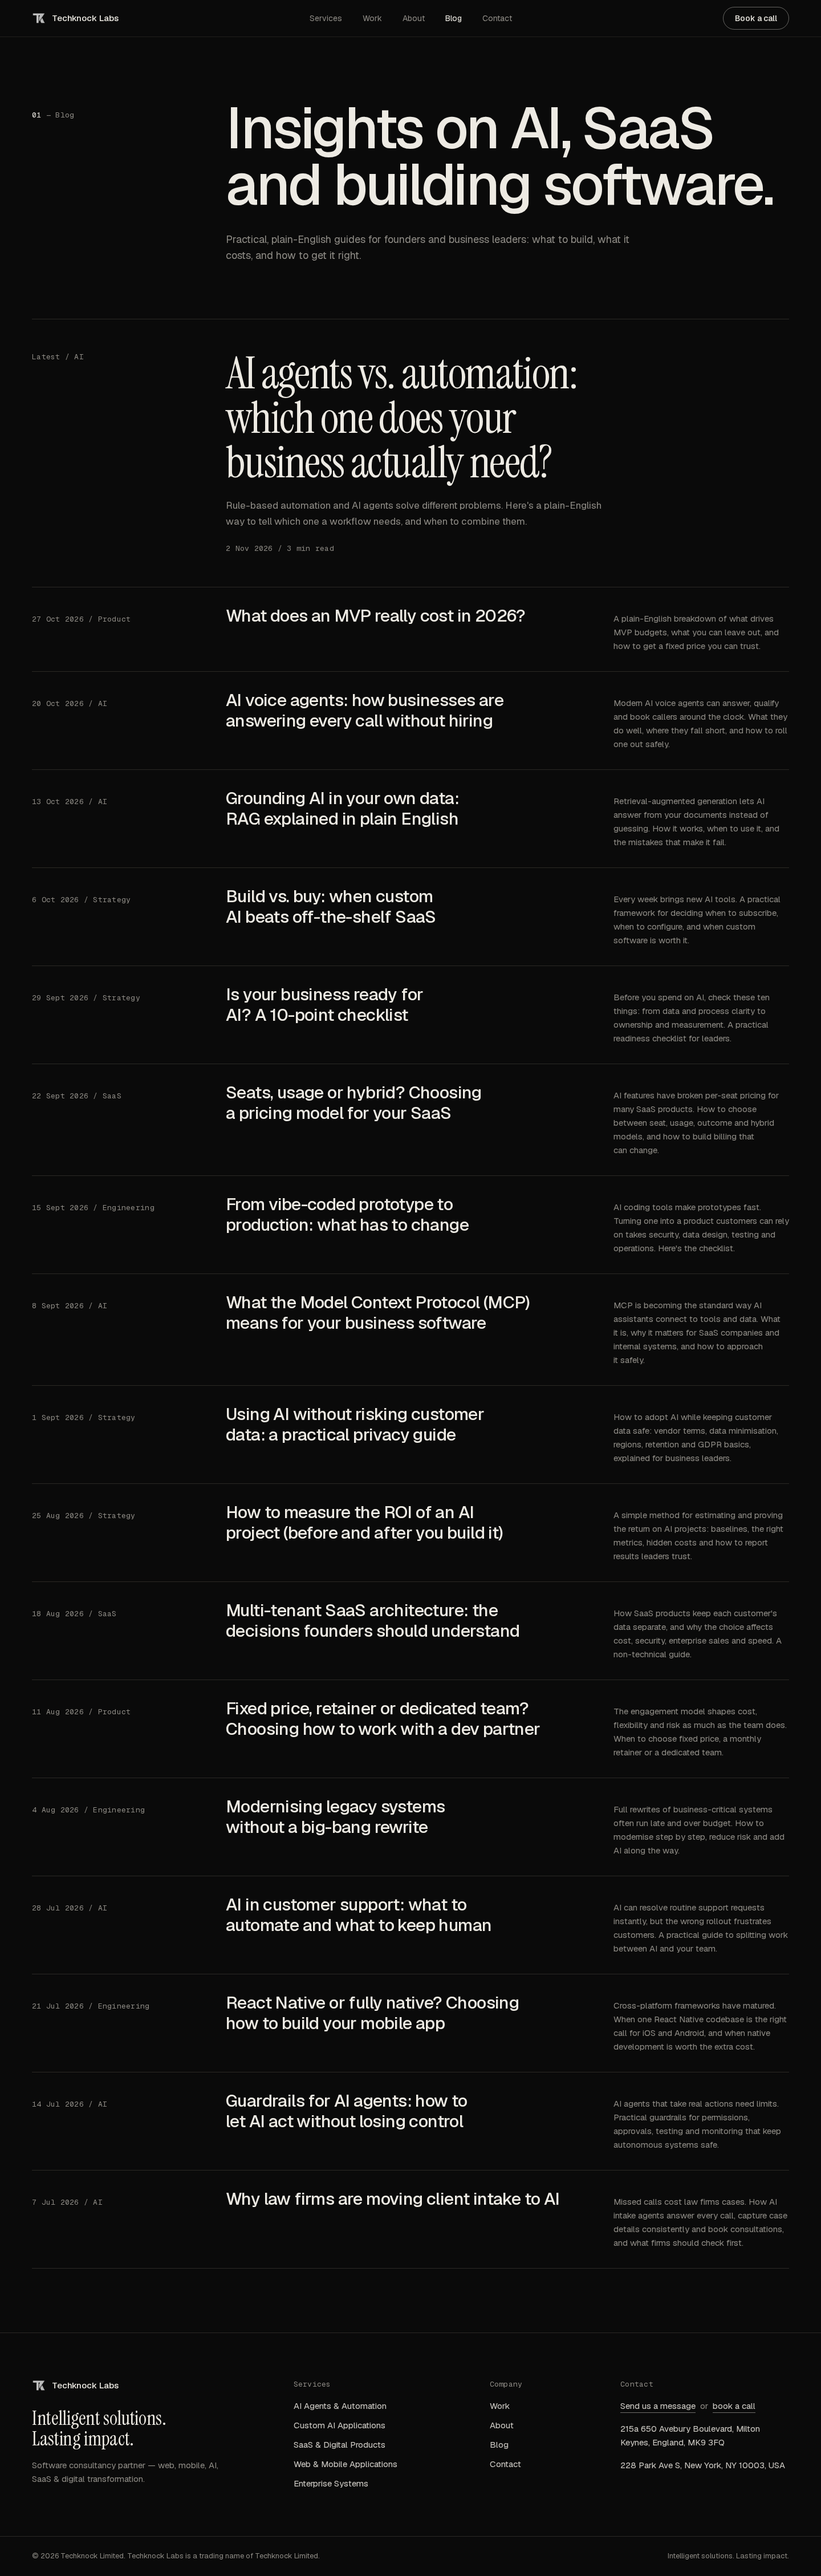 Techknock Labs
Services
Work
About
Blog
Contact
Book a call
01 — Blog
Insights on AI, SaaS
and building software.
Practical, plain-English guides for founders and business leaders: what to build, what it
costs, and how to get it right.
Latest / AI
AI agents vs. automation:
which one does your
business actually need?
Rule-based automation and AI agents solve different problems. Here's a plain-English
way to tell which one a workflow needs, and when to combine them.
2 Nov 2026 / 3 min read
27 Oct 2026 / Product
What does an MVP really cost in 2026?
A plain-English breakdown of what drives
MVP budgets, what you can leave out, and
how to get a fixed price you can trust.
20 Oct 2026 / AI
AI voice agents: how businesses are
answering every call without hiring
Modern AI voice agents can answer, qualify
and book callers around the clock. What they
do well, where they fall short, and how to roll
one out safely.
13 Oct 2026 / AI
Grounding AI in your own data:
RAG explained in plain English
Retrieval-augmented generation lets AI
answer from your documents instead of
guessing. How it works, when to use it, and
the mistakes that make it fail.
6 Oct 2026 / Strategy
Build vs. buy: when custom
AI beats off-the-shelf SaaS
Every week brings new AI tools. A practical
framework for deciding when to subscribe,
when to configure, and when custom
software is worth it.
29 Sept 2026 / Strategy
Is your business ready for
AI? A 10-point checklist
Before you spend on AI, check these ten
things: from data and process clarity to
ownership and measurement. A practical
readiness checklist for leaders.
22 Sept 2026 / SaaS
Seats, usage or hybrid? Choosing
a pricing model for your SaaS
AI features have broken per-seat pricing for
many SaaS products. How to choose
between seat, usage, outcome and hybrid
models, and how to build billing that
can change.
15 Sept 2026 / Engineering
From vibe-coded prototype to
production: what has to change
AI coding tools make prototypes fast.
Turning one into a product customers can rely
on takes security, data design, testing and
operations. Here's the checklist.
8 Sept 2026 / AI
What the Model Context Protocol (MCP)
means for your business software
MCP is becoming the standard way AI
assistants connect to tools and data. What
it is, why it matters for SaaS companies and
internal systems, and how to approach
it safely.
1 Sept 2026 / Strategy
Using AI without risking customer
data: a practical privacy guide
How to adopt AI while keeping customer
data safe: vendor terms, data minimisation,
regions, retention and GDPR basics,
explained for business leaders.
25 Aug 2026 / Strategy
How to measure the ROI of an AI
project (before and after you build it)
A simple method for estimating and proving
the return on AI projects: baselines, the right
metrics, hidden costs and how to report
results leaders trust.
18 Aug 2026 / SaaS
Multi-tenant SaaS architecture: the
decisions founders should understand
How SaaS products keep each customer's
data separate, and why the choice affects
cost, security, enterprise sales and speed. A
non-technical guide.
11 Aug 2026 / Product
Fixed price, retainer or dedicated team?
Choosing how to work with a dev partner
The engagement model shapes cost,
flexibility and risk as much as the team does.
When to choose fixed price, a monthly
retainer or a dedicated team.
4 Aug 2026 / Engineering
Modernising legacy systems
without a big-bang rewrite
Full rewrites of business-critical systems
often run late and over budget. How to
modernise step by step, reduce risk and add
AI along the way.
28 Jul 2026 / AI
AI in customer support: what to
automate and what to keep human
AI can resolve routine support requests
instantly, but the wrong rollout frustrates
customers. A practical guide to splitting work
between AI and your team.
21 Jul 2026 / Engineering
React Native or fully native? Choosing
how to build your mobile app
Cross-platform frameworks have matured.
When one React Native codebase is the right
call for iOS and Android, and when native
development is worth the extra cost.
14 Jul 2026 / AI
Guardrails for AI agents: how to
let AI act without losing control
AI agents that take real actions need limits.
Practical guardrails for permissions,
approvals, testing and monitoring that keep
autonomous systems safe.
7 Jul 2026 / AI
Why law firms are moving client intake to AI
Missed calls cost law firms cases. How AI
intake agents answer every call, capture case
details consistently and book consultations,
and what firms should check first.
Techknock Labs
Intelligent solutions.
Lasting impact.
Software consultancy partner — web, mobile, AI,
SaaS & digital transformation.
Services
AI Agents & Automation
Custom AI Applications
SaaS & Digital Products
Web & Mobile Applications
Enterprise Systems
Company
Work
About
Blog
Contact
Contact
Send us a message or book a call
215a 650 Avebury Boulevard, Milton
Keynes, England, MK9 3FQ
228 Park Ave S, New York, NY 10003, USA
© 2026 Techknock Limited. Techknock Labs is a trading name of Techknock Limited.
Intelligent solutions. Lasting impact.